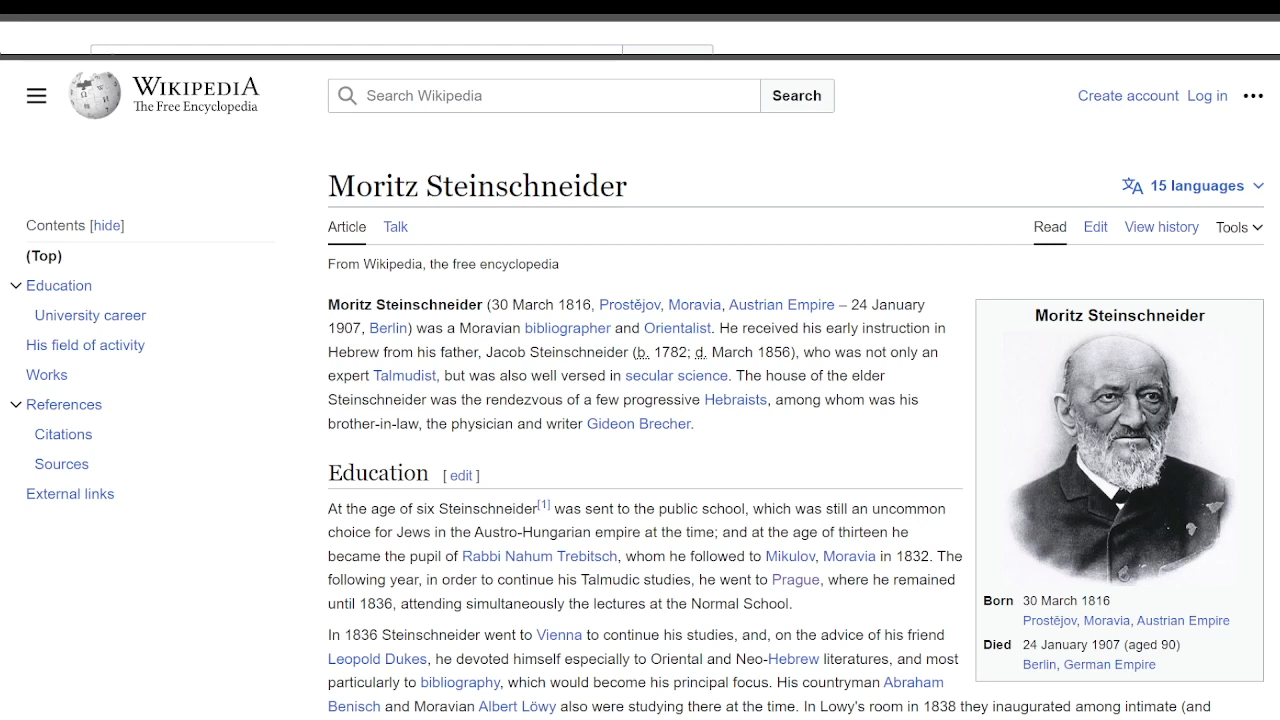 WIKIPEDIA
The Free Encyclopedia
Search Wikipedia
Search
Create account Log in
Moritz Steinschneider
15 languages
Contents [hide]
(Top)
Education
University career
His field of activity
Works
References
Citations
Sources
External links
Article Talk
Read Edit View history Tools
From Wikipedia, the free encyclopedia
Moritz Steinschneider (30 March 1816, Prostějov, Moravia, Austrian Empire – 24 January
1907, Berlin) was a Moravian bibliographer and Orientalist. He received his early instruction in
Hebrew from his father, Jacob Steinschneider (b. 1782; d. March 1856), who was not only an
expert Talmudist, but was also well versed in secular science. The house of the elder
Steinschneider was the rendezvous of a few progressive Hebraists, among whom was his
brother-in-law, the physician and writer Gideon Brecher.
Education [ edit ]
At the age of six Steinschneider[1] was sent to the public school, which was still an uncommon
choice for Jews in the Austro-Hungarian empire at the time; and at the age of thirteen he
became the pupil of Rabbi Nahum Trebitsch, whom he followed to Mikulov, Moravia in 1832. The
following year, in order to continue his Talmudic studies, he went to Prague, where he remained
until 1836, attending simultaneously the lectures at the Normal School.
In 1836 Steinschneider went to Vienna to continue his studies, and, on the advice of his friend
Leopold Dukes, he devoted himself especially to Oriental and Neo-Hebrew literatures, and most
particularly to bibliography, which would become his principal focus. His countryman Abraham
Benisch and Moravian Albert Löwy also were studying there at the time. In Lowy's room in 1838 they inaugurated among intimate (and
Moritz Steinschneider
Born 30 March 1816
Prostějov, Moravia, Austrian Empire
Died 24 January 1907 (aged 90)
Berlin, German Empire